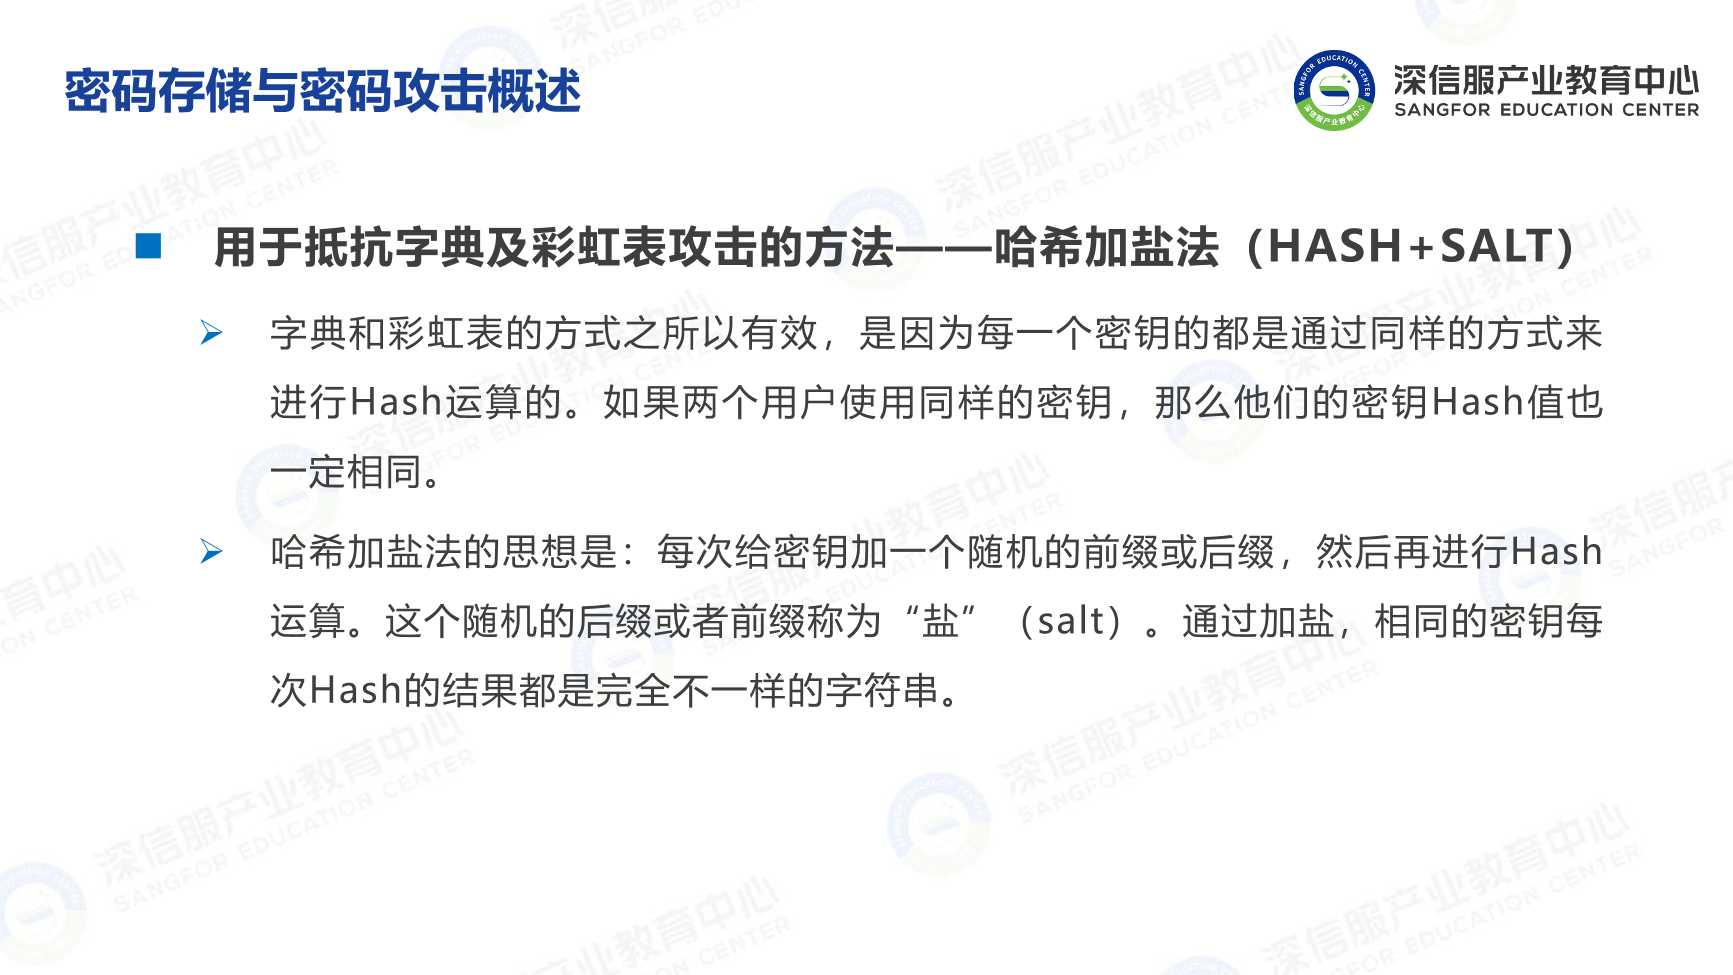 密码存储与密码攻击概述
深信服产业教育中心
SANGFOR EDUCATION CENTER
用于抵抗字典及彩虹表攻击的方法——哈希加盐法（HASH+SALT）
字典和彩虹表的方式之所以有效，是因为每一个密钥的都是通过同样的方式来
进行Hash运算的。如果两个用户使用同样的密钥，那么他们的密钥Hash值也
一定相同。
哈希加盐法的思想是：每次给密钥加一个随机的前缀或后缀，然后再进行Hash
运算。这个随机的后缀或者前缀称为“盐”（salt）。通过加盐，相同的密钥每
次Hash的结果都是完全不一样的字符串。